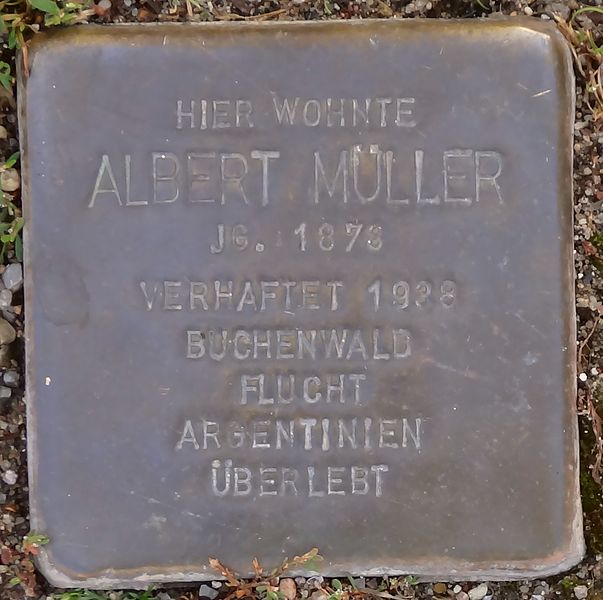 HIER WOHNTE
ALBERT MÜLLER
JG. 1873
VERHAFTET 1938
BUCHENWALD
FLUCHT
ARGENTINIEN
ÜBERLEBT